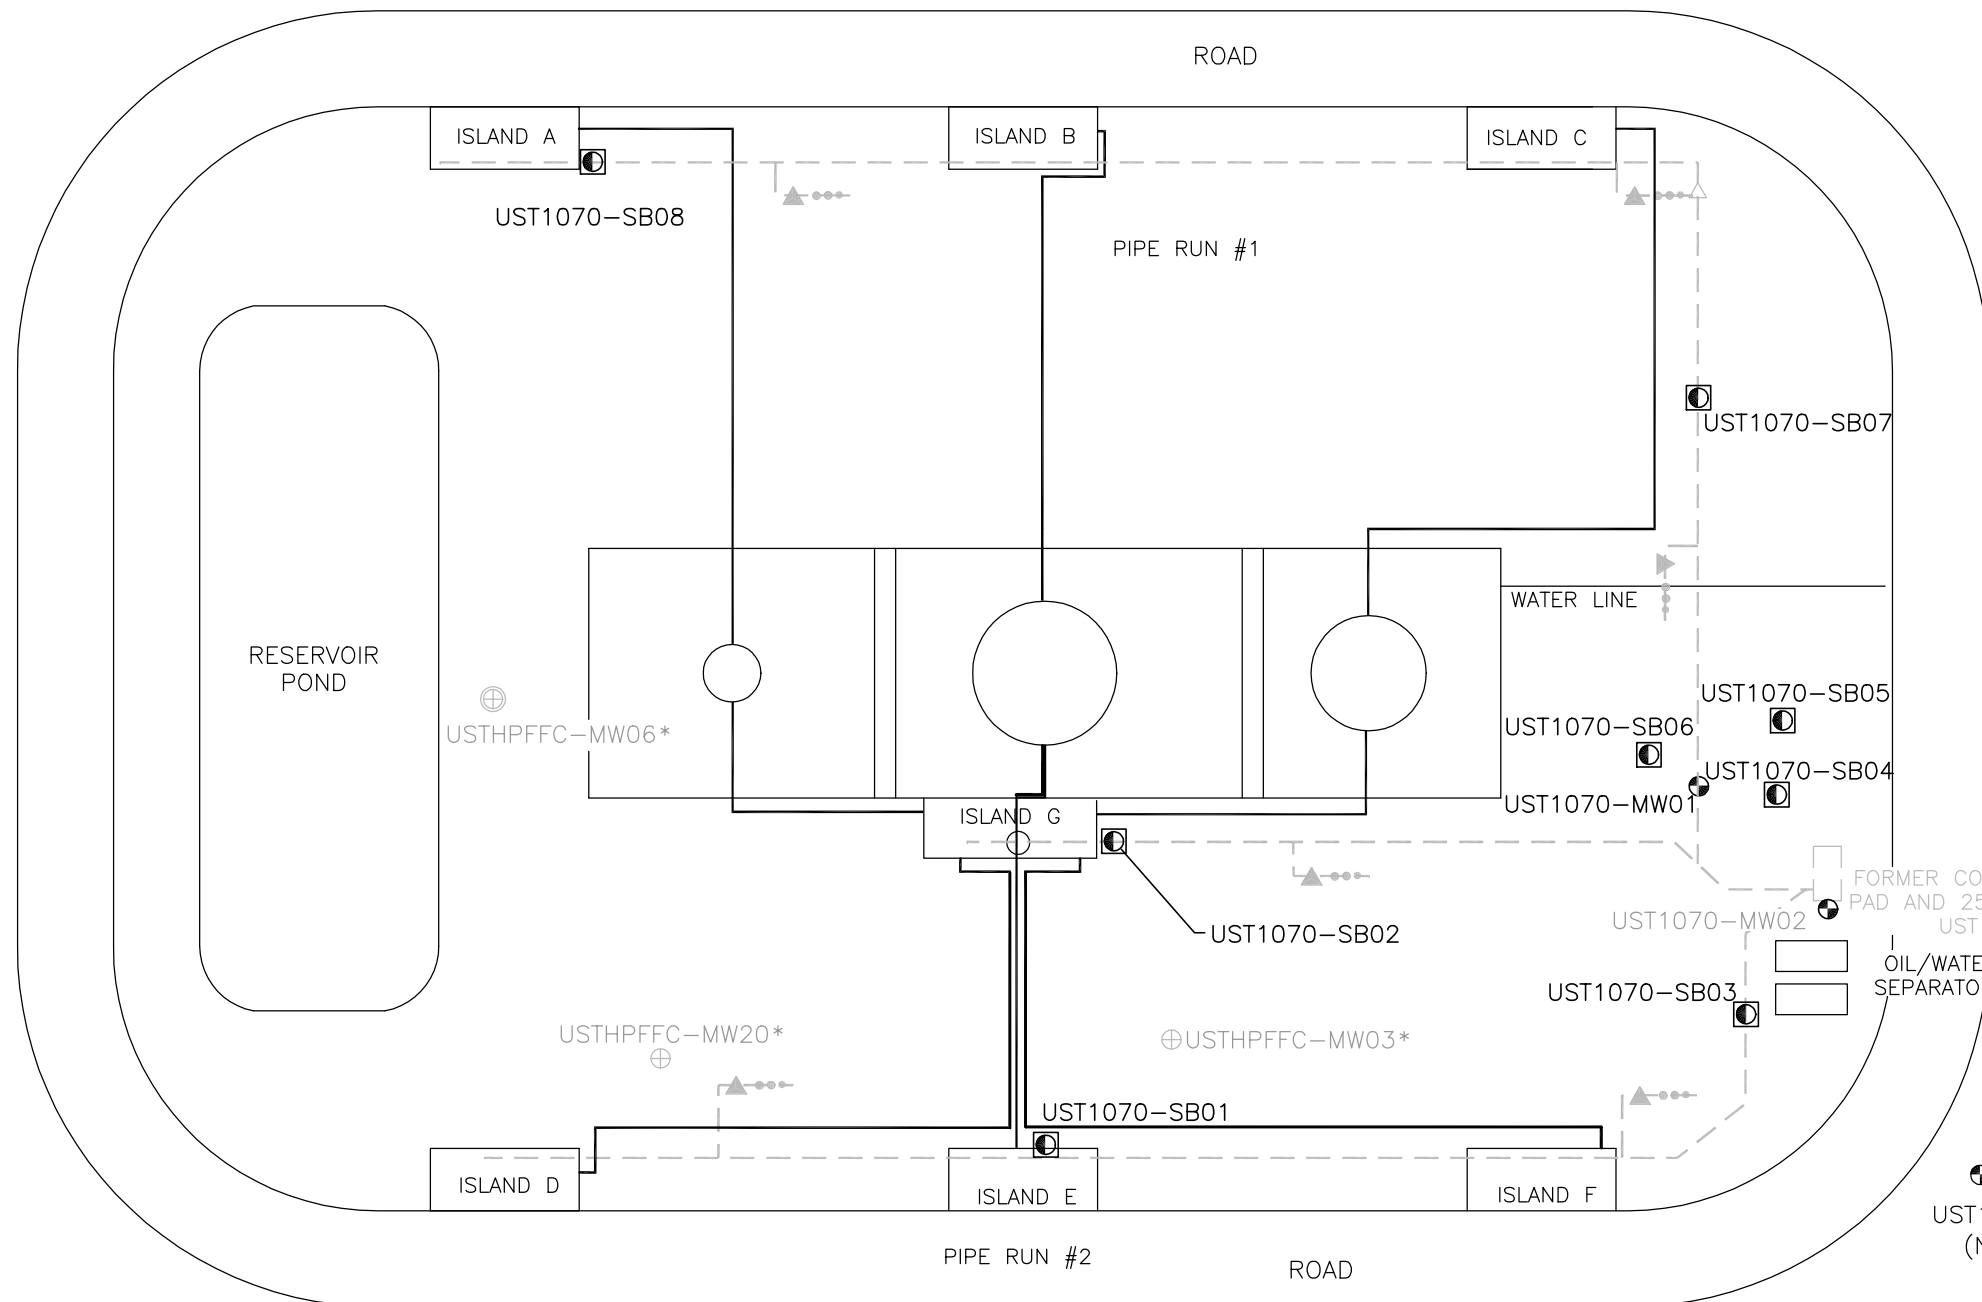 ROAD
ISLAND A
ISLAND B
ISLAND C
UST1070-SB08
PIPE RUN #1
UST1070-SB07
WATER LINE
RESERVOIR
POND
USTHPFFC-MW06*
UST1070-SB05
UST1070-SB06
UST1070-SB04
UST1070-MW01
ISLAND G
FORMER CO
PAD AND 25
UST
UST1070-MW02
UST1070-SB02
OIL/WATE
SEPARATO
UST1070-SB03
USTHPFFC-MW20*
USTHPFFC-MW03*
UST1070-SB01
ISLAND D
ISLAND E
ISLAND F
UST
PIPE RUN #2
ROAD